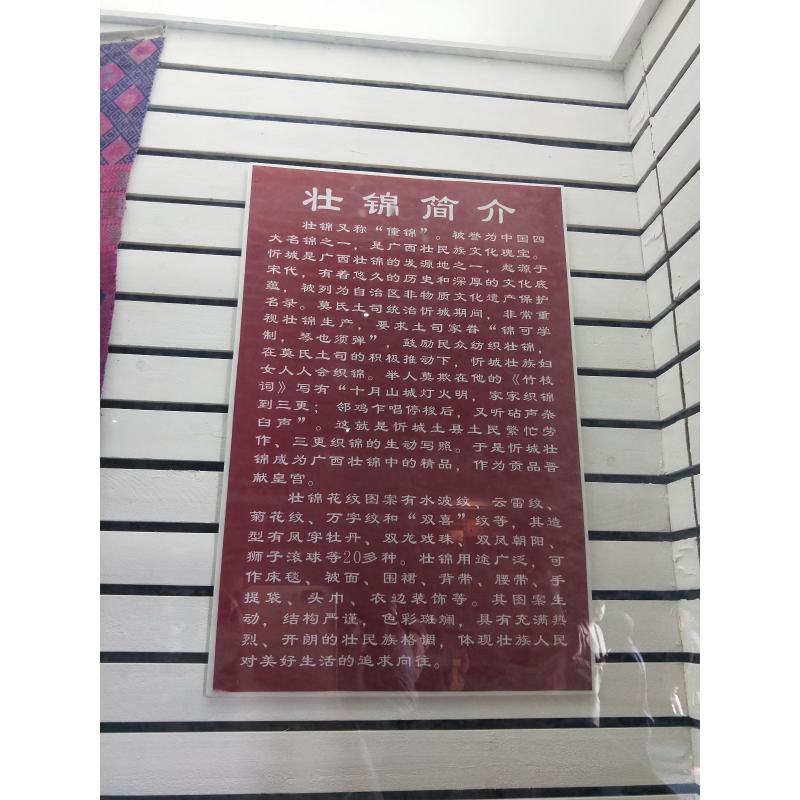 壮锦简介
壮锦又称“僮锦”。被誉为中国四
大名锦之一，是广西壮民族文化瑰宝。
忻城是广西壮锦的发源地之一，起源于
宋代，有着悠久的历史和深厚的文化底
蕴，被列为自治区非物质文化遗产保护
名录。莫氏土司统治忻城期间，非常重
视壮锦生产，要求土司家眷“锦可学
制，琴也须弹”，鼓励民众纺织壮锦，
在莫氏土司的积极推动下，忻城壮族妇
女人人会织锦。举人莫欺在他的《竹枝
词》写有“十月山城灯火明，家家织锦
到三更；邻鸡乍唱停梭后，又听砧声杂
臼声”。这就是忻城土县土民繁忙劳
作、三更织锦的生动写照。于是忻城壮
锦成为广西壮锦中的精品，作为贡品晋
献皇宫。
壮锦花纹图案有水波纹、云雷纹、
菊花纹、万字纹和“双喜”纹等，其造
型有凤穿牡丹、双龙戏珠、双凤朝阳、
狮子滚球等20多种。壮锦用途广泛，可
作床毯、被面、围裙、背带、腰带、手
提袋、头巾、衣边装饰等。其图案生
动，结构严谨，色彩斑斓，具有充满热
烈、开朗的壮民族格调，体现壮族人民
对美好生活的追求向往。